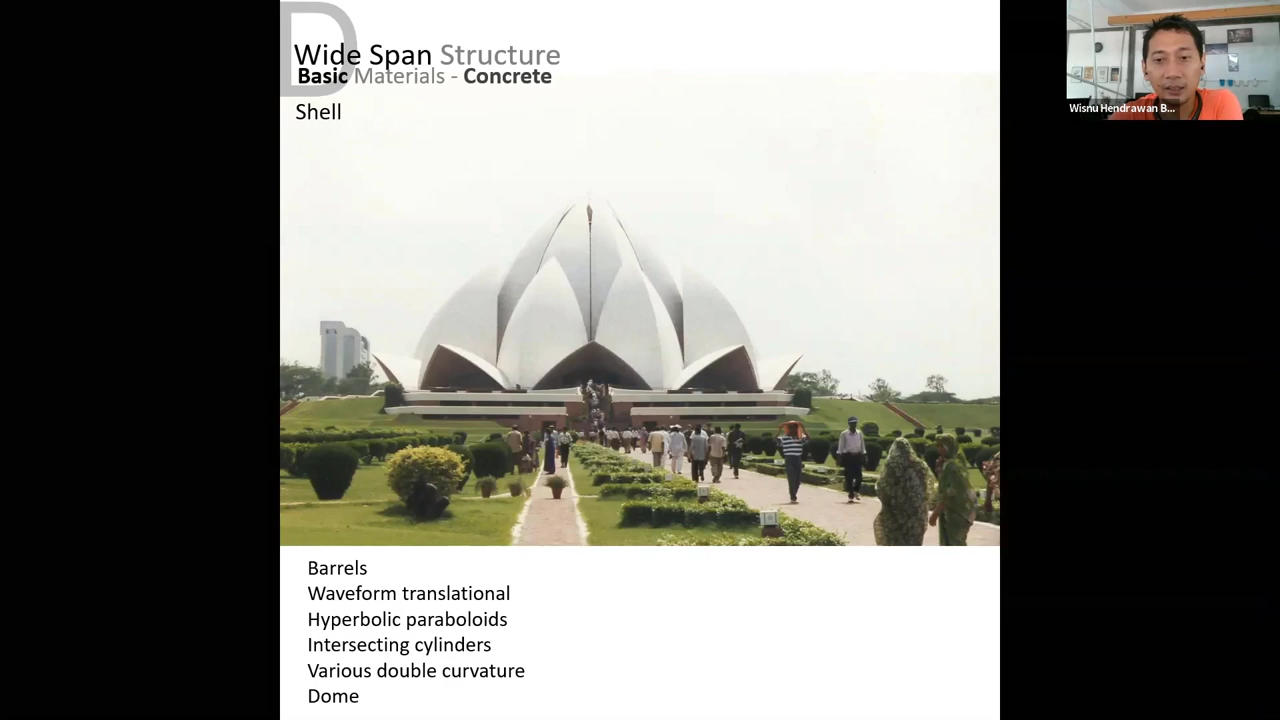 D
Wide Span Structure
Basic Materials - Concrete
Shell
Wisnu Hendrawan B...
Barrels
Waveform translational
Hyperbolic paraboloids
Intersecting cylinders
Various double curvature
Dome